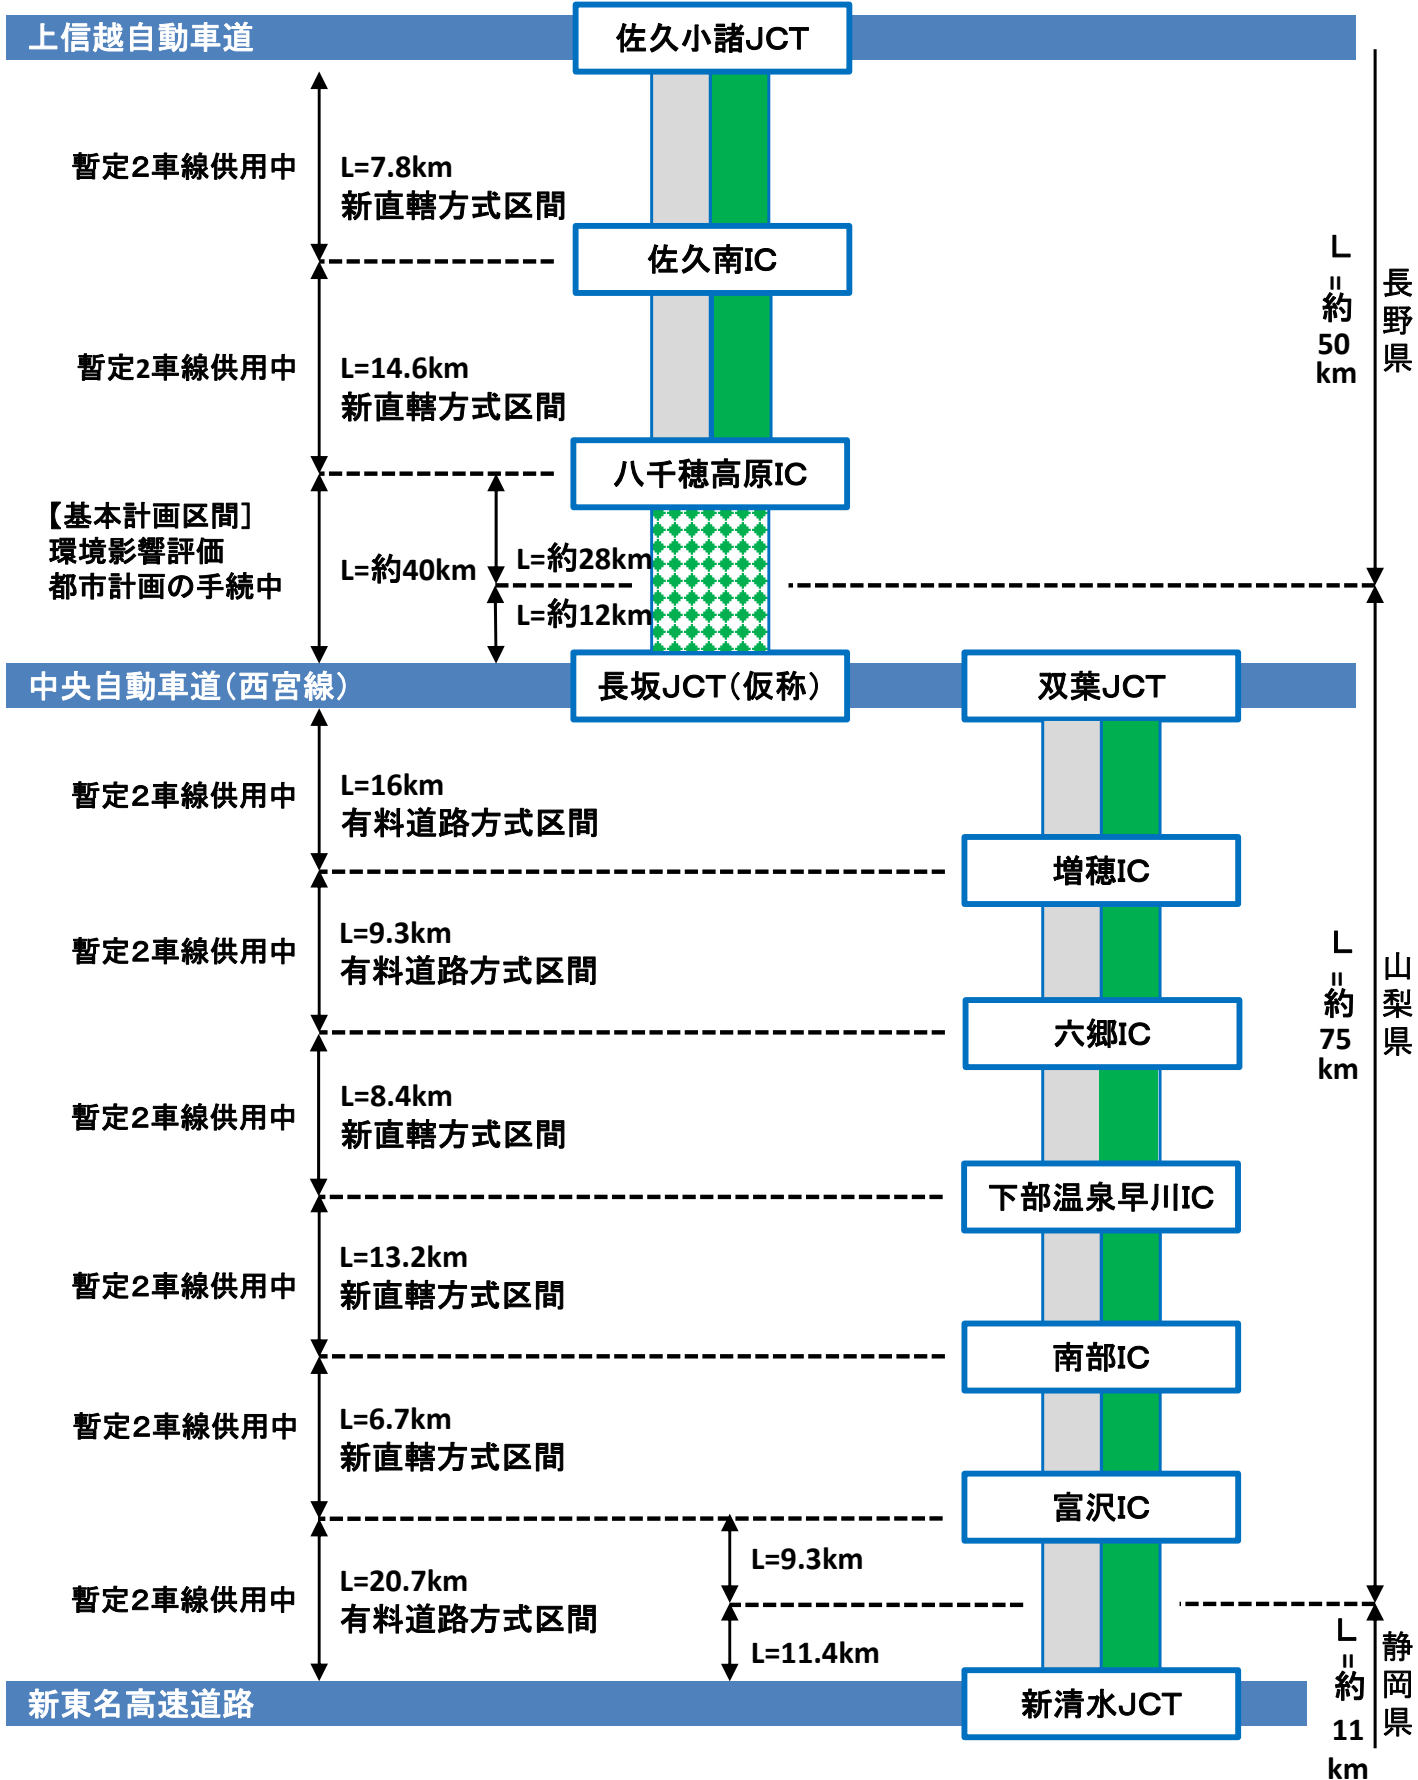 上信越自動車道
佐久小諸JCT
暫定2車線供用中
L=7.8km
新直轄方式区間
佐久南IC
暫定2車線供用中
L=14.6km
新直轄方式区間
L=約50km
長野県
八千穂高原IC
【基本計画区間]
環境影響評価
都市計画の手続中
L=約40km
L=約28km
L=約12km
中央自動車道(西宮線)
長坂JCT(仮称)
双葉JCT
暫定2車線供用中
L=16km
有料道路方式区間
増穂IC
暫定2車線供用中
L=9.3km
有料道路方式区間
L=約75km
山梨県
六郷IC
暫定2車線供用中
L=8.4km
新直轄方式区間
下部温泉早川IC
暫定2車線供用中
L=13.2km
新直轄方式区間
南部IC
暫定2車線供用中
L=6.7km
新直轄方式区間
富沢IC
暫定2車線供用中
L=20.7km
有料道路方式区間
L=9.3km
L=11.4km
L=約11km
静岡県
新東名高速道路
新清水JCT